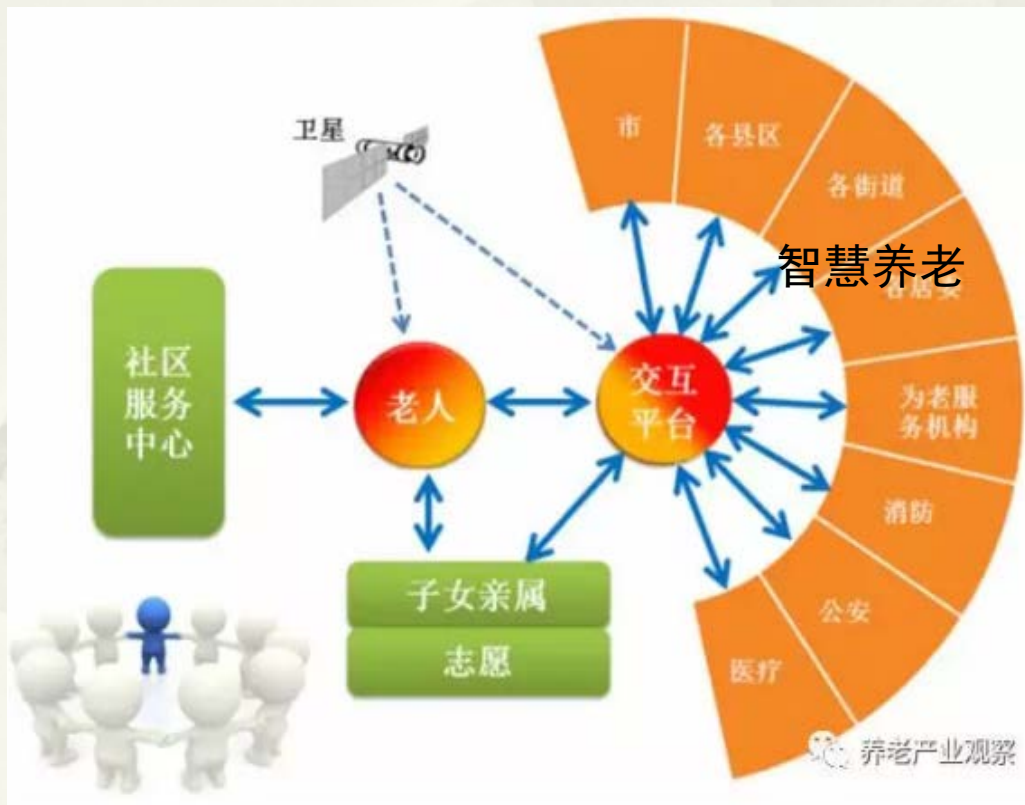 卫星
市
各县区
各街道
智慧养老
为老服
务机构
消防
公安
医疗
社区
服务
中心
老人
交互
平台
子女亲属
志愿
养老产业观察